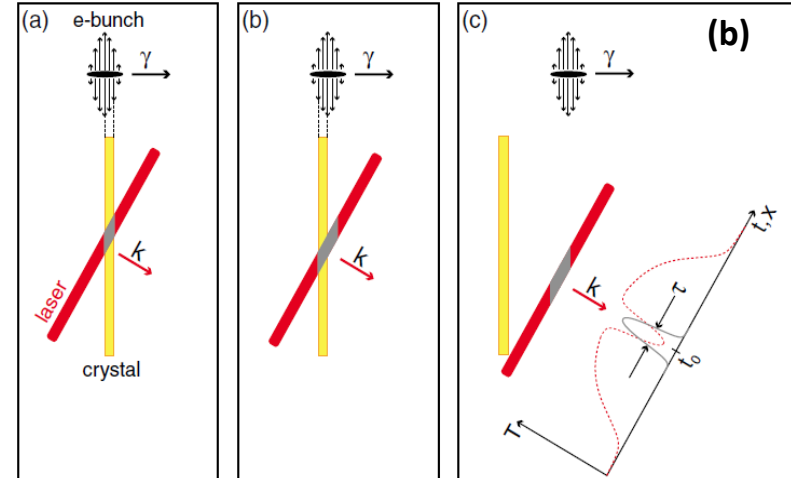 (a)
e-bunch
γ
k
laser
crystal
(b)
γ
k
(c)
(b)
γ
k
t,x
τ
t₀
T